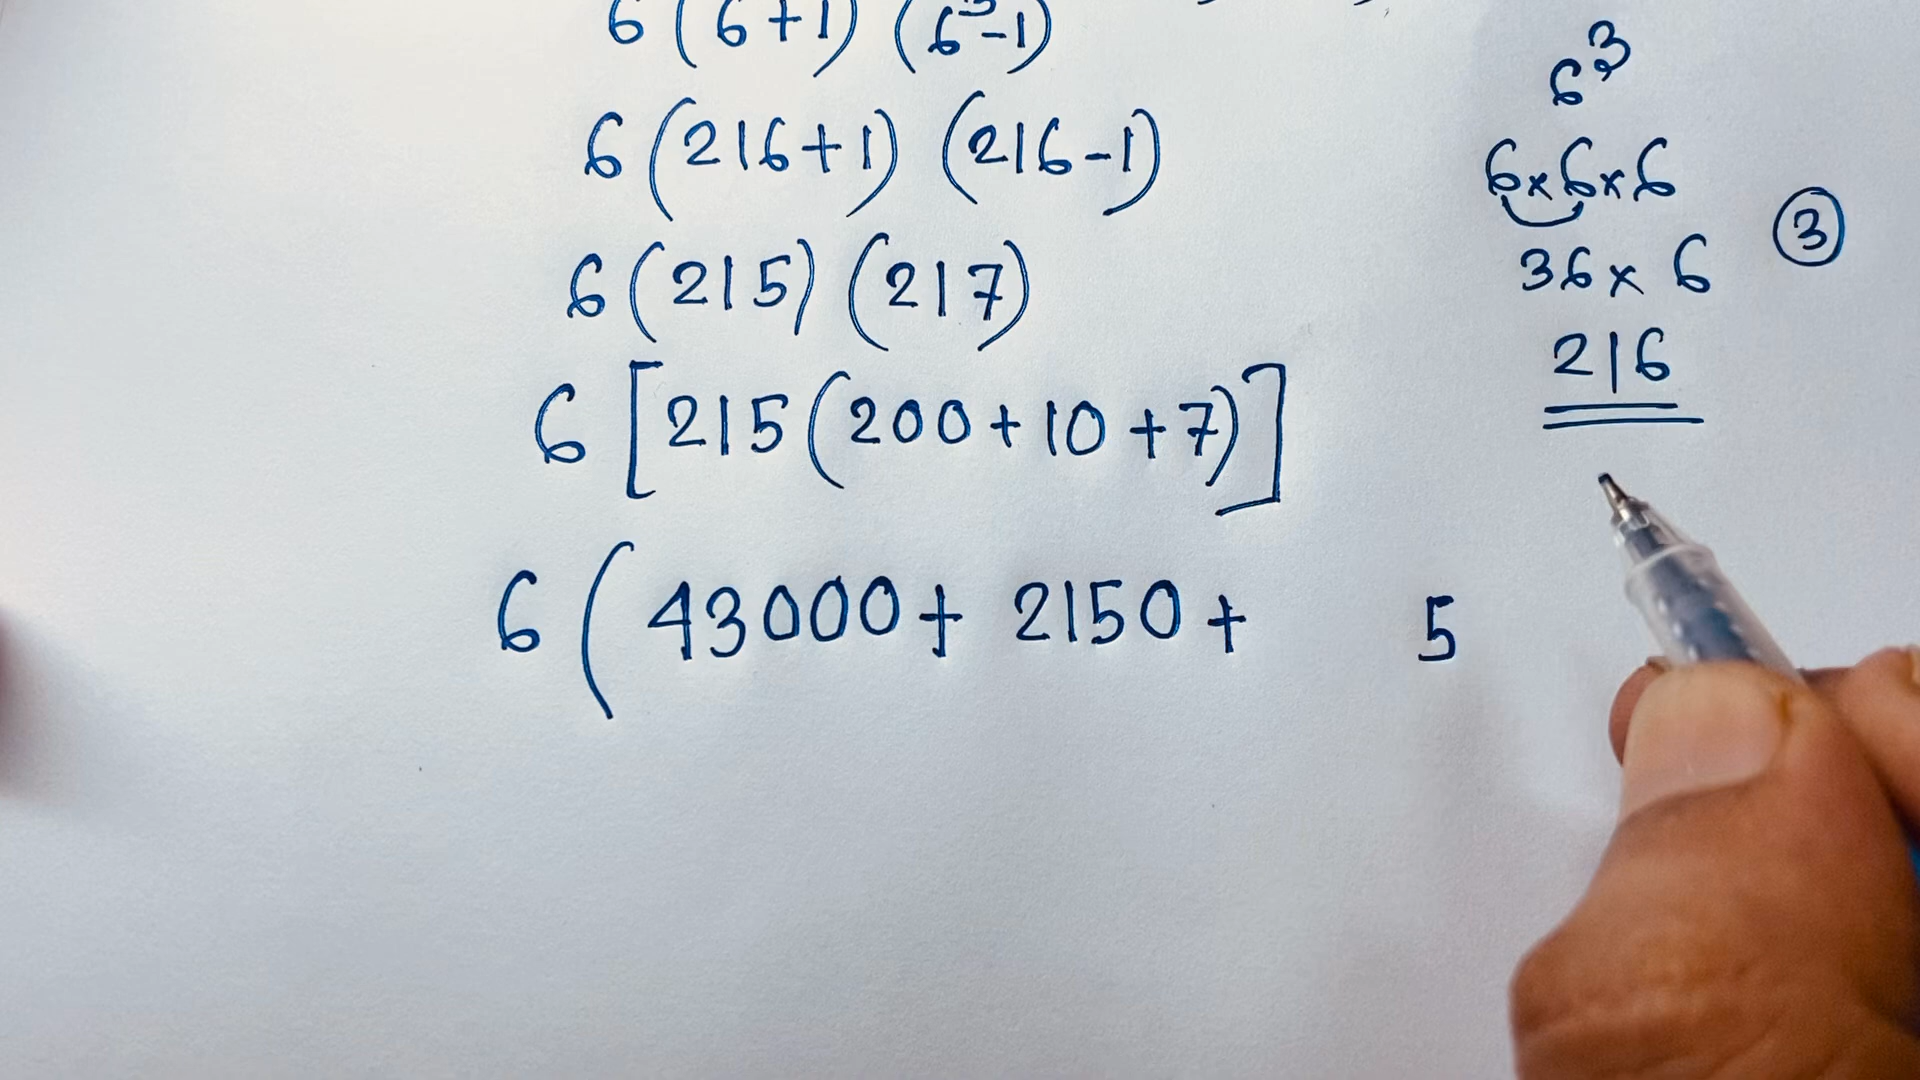 6 (6+1) (6³-1)
6 (216+1) (216-1)
6 (215) (217)
6 [215 (200+10+7)]
6 ( 43000 + 2150 + 5
6³
6×6×6
36 × 6
216
③